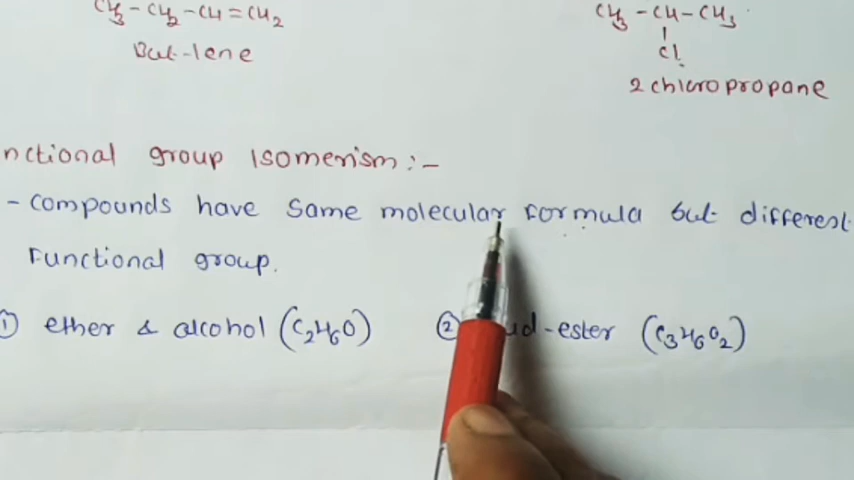 CH3-CH2-CH=CH2
But-1ene
CH3-CH-CH3
Cl
2 chloropropane
nctional group Isomerism:-
- compounds have same molecular formula but different
Functional group.
① ether & alcohol (C2H6O) ② -ester (C3H6O2)